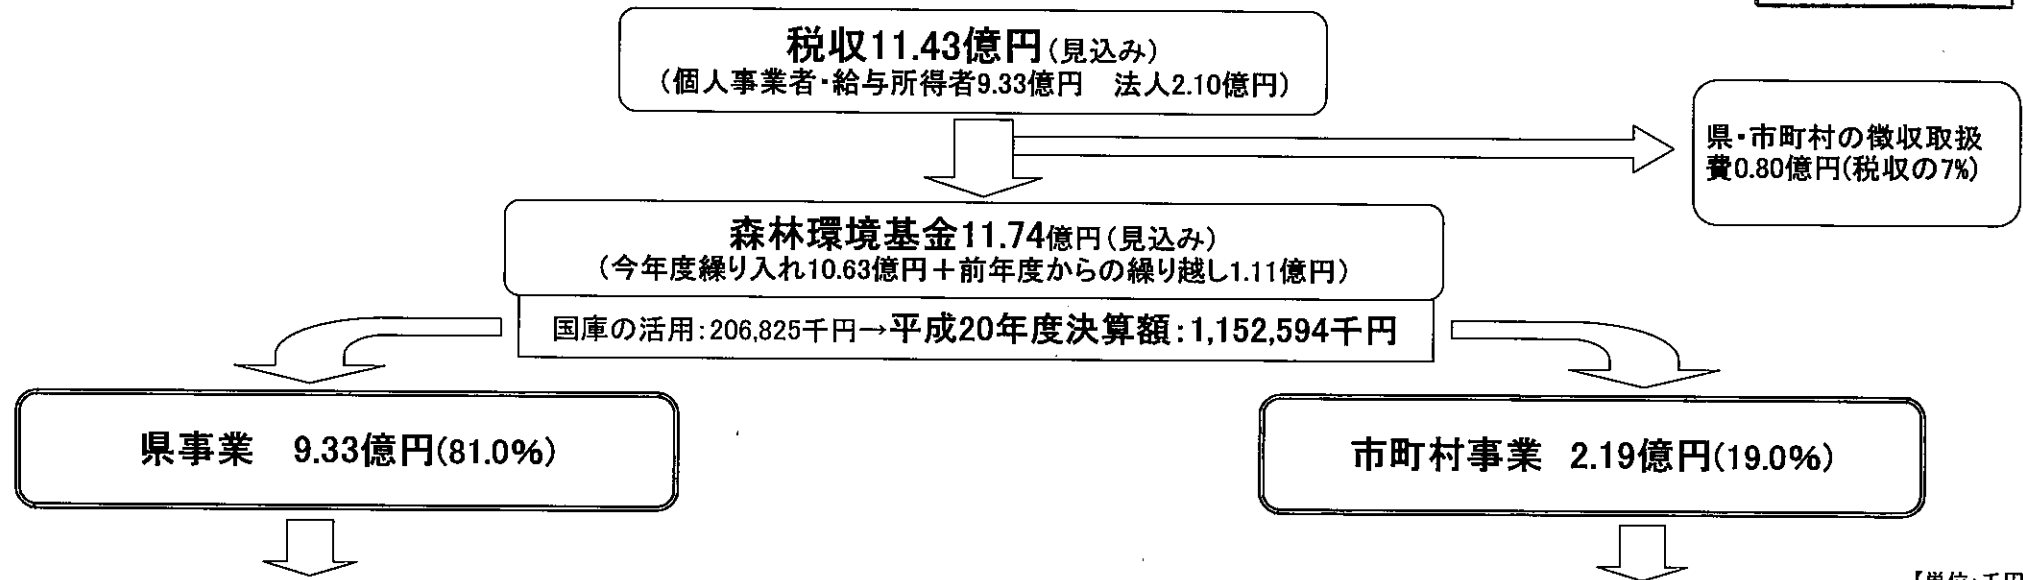 税収11.43億円(見込み)
(個人事業者・給与所得者9.33億円　法人2.10億円)
県・市町村の徴収取扱
費0.80億円(税収の7%)
森林環境基金11.74億円(見込み)
(今年度繰り入れ10.63億円＋前年度からの繰り越し1.11億円)
国庫の活用:206,825千円→平成20年度決算額:1,152,594千円
県事業　9.33億円(81.0%)
市町村事業　2.19億円(19.0%)
【単位:千円